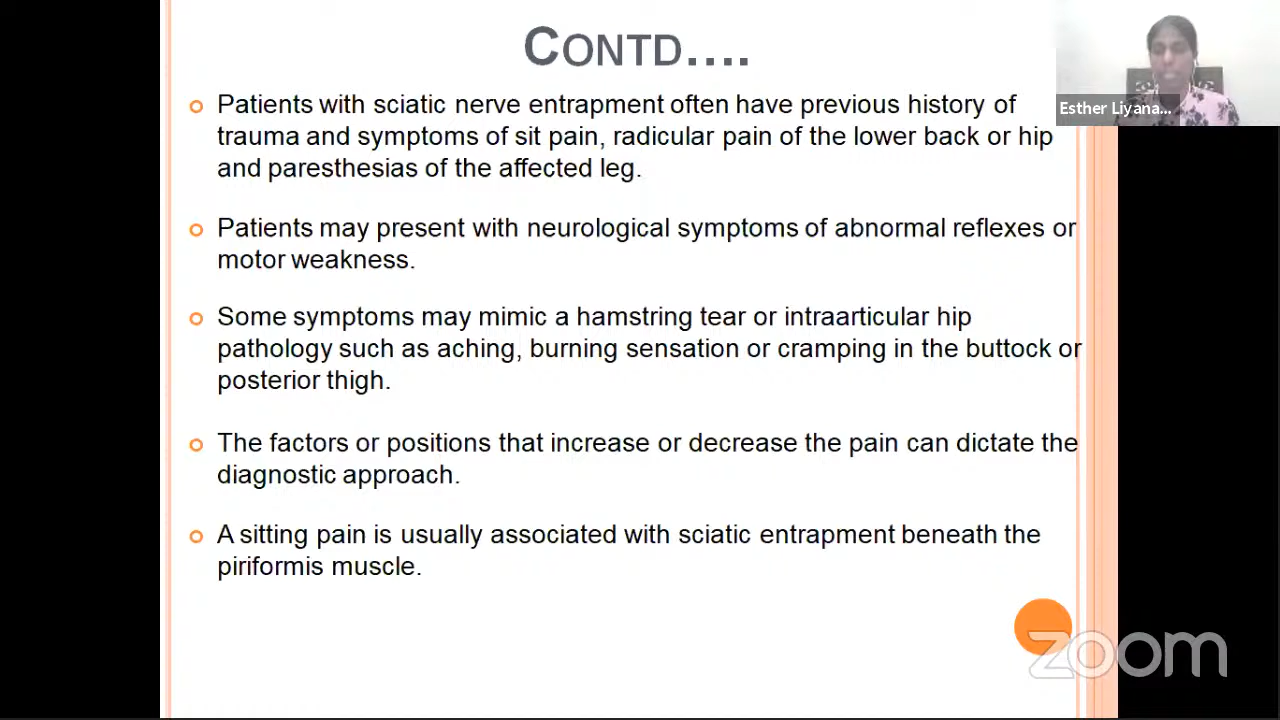 CONTD....
Patients with sciatic nerve entrapment often have previous history of
trauma and symptoms of sit pain, radicular pain of the lower back or hip
and paresthesias of the affected leg.
Patients may present with neurological symptoms of abnormal reflexes or
motor weakness.
Some symptoms may mimic a hamstring tear or intraarticular hip
pathology such as aching, burning sensation or cramping in the buttock or
posterior thigh.
The factors or positions that increase or decrease the pain can dictate the
diagnostic approach.
A sitting pain is usually associated with sciatic entrapment beneath the
piriformis muscle.
Esther Liyana...
zoom